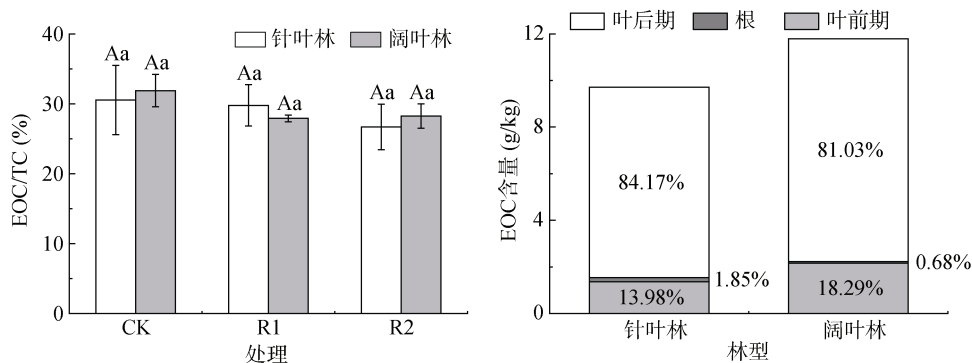 针叶林 阔叶林
EOC/TC (%)
40
30
20
10
0
Aa Aa Aa Aa Aa Aa
CK R1 R2
处理
叶后期 根 叶前期
EOC含量 (g/kg)
12
8
4
0
84.17%
81.03%
1.85%
0.68%
13.98%
18.29%
针叶林 阔叶林
林型